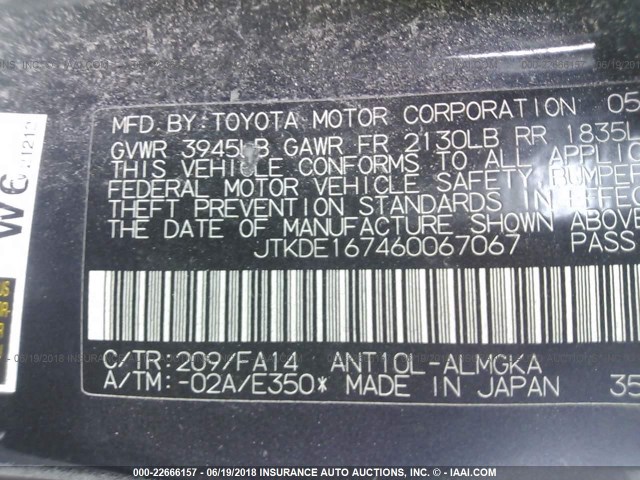 MFD. BY: TOYOTA MOTOR CORPORATION 05
GVWR 3945LB GAWR FR 2130LB RR 1835L
THIS VEHICLE CONFORMS TO ALL APPLIC
FEDERAL MOTOR VEHICLE SAFETY, BUMPER
THEFT PREVENTION STANDARDS IN EFFEC
THE DATE OF MANUFACTURE SHOWN ABOVE
JTKDE167460067067 PASS
C/TR: 209/FA14 ANT10L-ALMGKA
A/TM: -02A/E350* MADE IN JAPAN 35
000-22666157 - 06/19/2018 - INSURANCE AUTO AUCTIONS, INC. - © - IAAI.COM